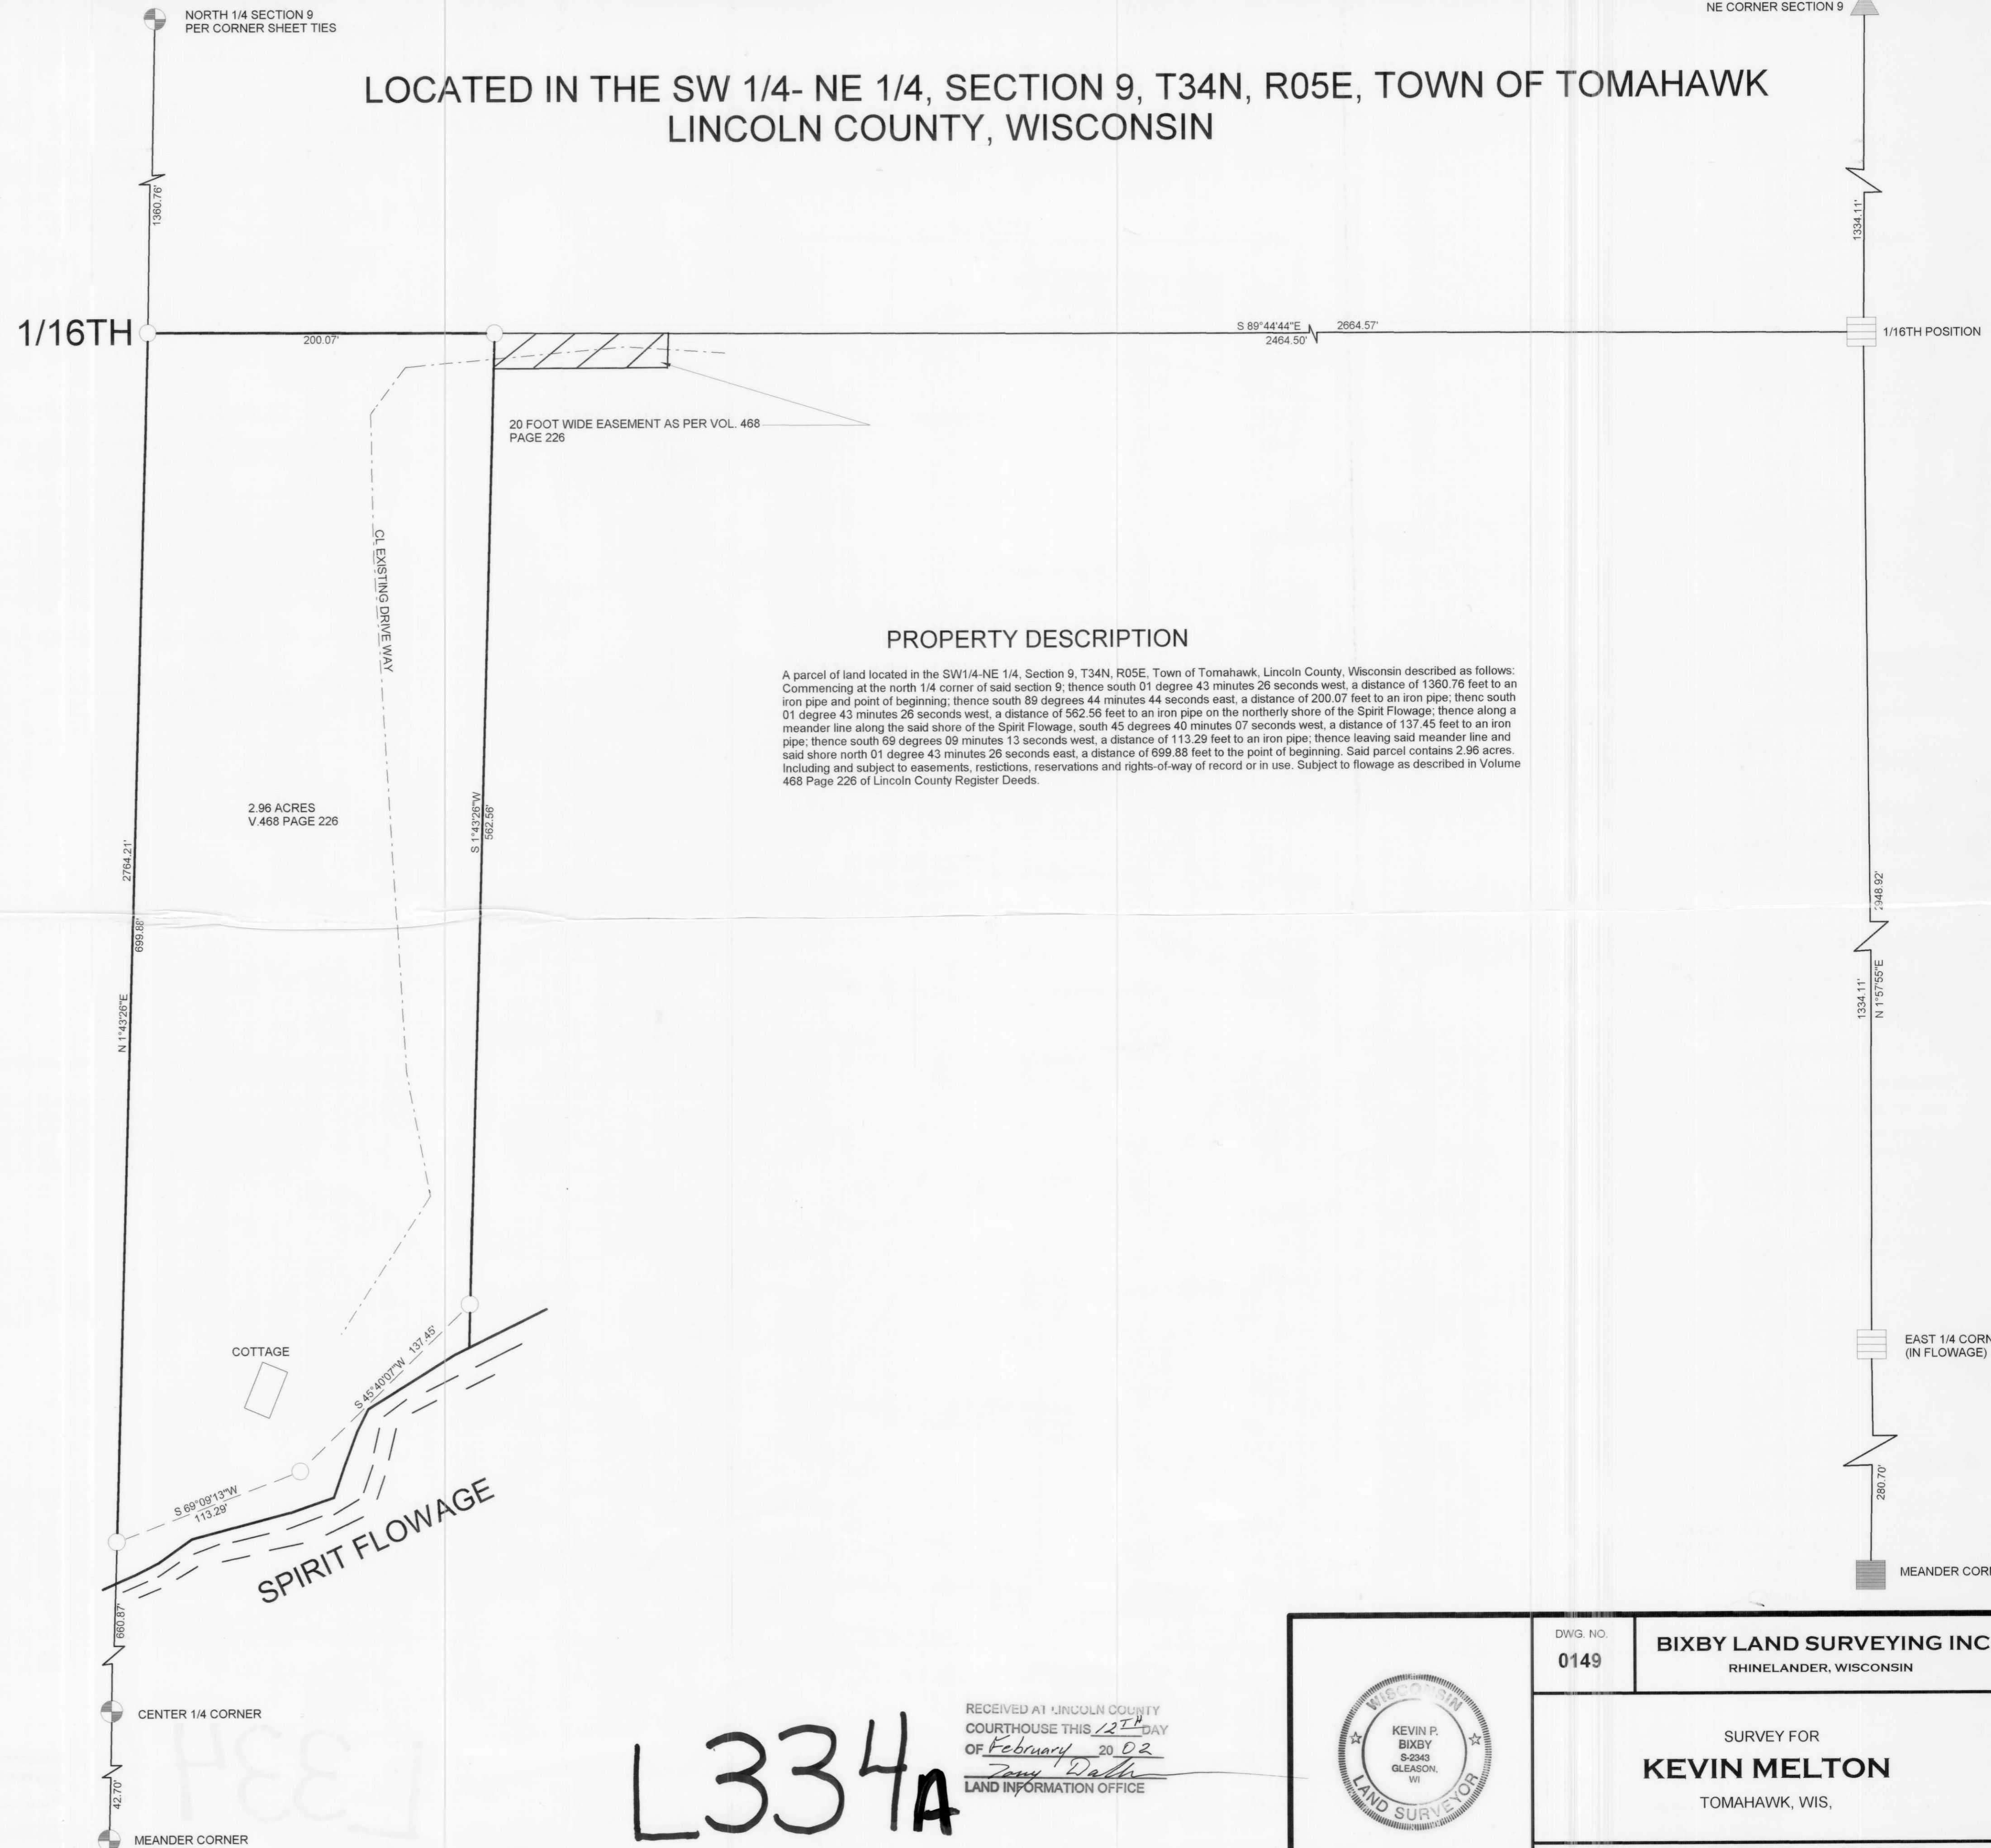 NORTH 1/4 SECTION 9
PER CORNER SHEET TIES
NE CORNER SECTION 9
LOCATED IN THE SW 1/4- NE 1/4, SECTION 9, T34N, R05E, TOWN OF TOMAHAWK
LINCOLN COUNTY, WISCONSIN
1360.76'
1334.11'
1/16TH
200.07'
S 89°44'44"E 2664.57'
2464.50'
1/16TH POSITION
20 FOOT WIDE EASEMENT AS PER VOL. 468
PAGE 226
CL EXISTING DRIVE WAY
PROPERTY DESCRIPTION
A parcel of land located in the SW1/4-NE 1/4, Section 9, T34N, R05E, Town of Tomahawk, Lincoln County, Wisconsin described as follows:
Commencing at the north 1/4 corner of said section 9; thence south 01 degree 43 minutes 26 seconds west, a distance of 1360.76 feet to an
iron pipe and point of beginning; thence south 89 degrees 44 minutes 44 seconds east, a distance of 200.07 feet to an iron pipe; thenc south
01 degree 43 minutes 26 seconds west, a distance of 562.56 feet to an iron pipe on the northerly shore of the Spirit Flowage; thence along a
meander line along the said shore of the Spirit Flowage, south 45 degrees 40 minutes 07 seconds west, a distance of 137.45 feet to an iron
pipe; thence south 69 degrees 09 minutes 13 seconds west, a distance of 113.29 feet to an iron pipe; thence leaving said meander line and
said shore north 01 degree 43 minutes 26 seconds east, a distance of 699.88 feet to the point of beginning. Said parcel contains 2.96 acres.
Including and subject to easements, restictions, reservations and rights-of-way of record or in use. Subject to flowage as described in Volume
468 Page 226 of Lincoln County Register Deeds.
2.96 ACRES
V.468 PAGE 226
S 1°43'26"W
562.56'
2764.21'
699.88'
N 1°43'26"E
948.92'
1334.11'
N 1°57'55"E
EAST 1/4 CORN
(IN FLOWAGE)
COTTAGE
S 45°40'07"W 137.45'
S 69°09'13"W
113.29'
SPIRIT FLOWAGE
280.70'
MEANDER COR
660.87'
CENTER 1/4 CORNER
42.70'
MEANDER CORNER
L334A
RECEIVED AT LINCOLN COUNTY
COURTHOUSE THIS 12TH DAY
OF February 20 02
LAND INFORMATION OFFICE
WISCONSIN
KEVIN P.
BIXBY
S-2343
GLEASON,
WI
LAND SURVEYOR
DWG. NO.
0149
BIXBY LAND SURVEYING INC
RHINELANDER, WISCONSIN
SURVEY FOR
KEVIN MELTON
TOMAHAWK, WIS,